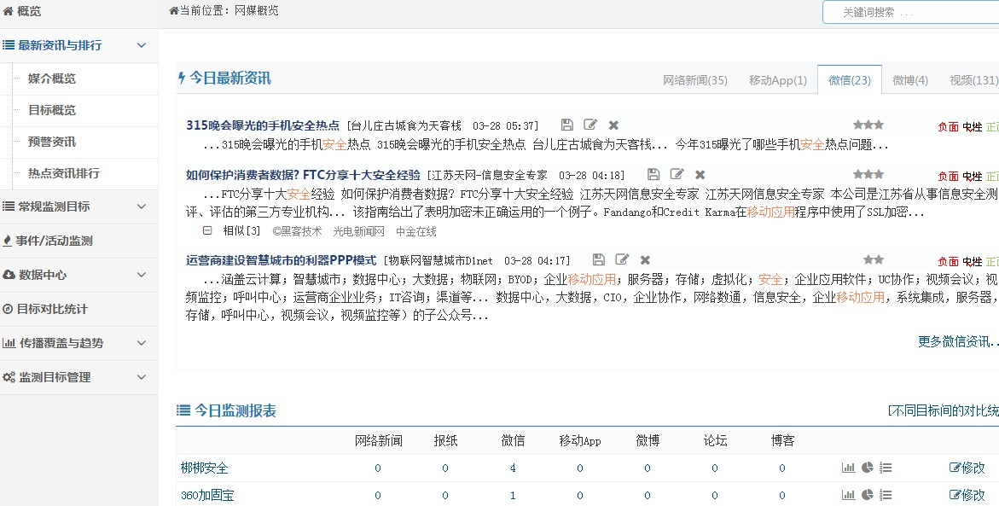 概览
当前位置：网媒概览
关键词搜索 ...
最新资讯与排行
媒介概览
目标概览
预警资讯
热点资讯排行
常规监测目标
事件/活动监测
数据中心
目标对比统计
传播覆盖与趋势
监测目标管理
今日最新资讯
网络新闻(35) 移动App(1) 微信(23) 微博(4) 视频(131)
315晚会曝光的手机安全热点 [台儿庄古城食为天客栈 03-28 05:37] 负面 中性 正
...315晚会曝光的手机安全热点 315晚会曝光的手机安全热点 台儿庄古城食为天客栈... 今年315曝光了哪些手机安全热点问题...
如何保护消费者数据? FTC分享十大安全经验 [江苏天网-信息安全专家 03-28 04:18] 负面 中性 正
...FTC分享十大安全经验 如何保护消费者数据? FTC分享十大安全经验 江苏天网信息安全专家 江苏天网信息安全专家 本公司是江苏省从事信息安全测
评、评估的第三方专业机构... 该指南给出了表明加密未正确运用的一个例子。Fandango和Credit Karma在移动应用程序中使用了SSL加密...
相似[3] ©黑客技术 光电新闻网 中金在线
运营商建设智慧城市的利器PPP模式 [物联网智慧城市D1net 03-28 04:17] 负面 中性 正
...涵盖云计算；智慧城市；数据中心；大数据；物联网；BYOD；企业移动应用；服务器；存储；虚拟化；安全；企业应用软件；UC协作；视频会议；视
频监控；呼叫中心；运营商企业业务；IT咨询；渠道等... 数据中心，大数据，CIO，企业协作，网络数通，信息安全，企业移动应用，系统集成，服务器，
存储，呼叫中心，视频会议，视频监控等）的子公众号...
更多微信资讯..
今日监测报表
[不同目标间的对比统
网络新闻 报纸 微信 移动App 微博 论坛 博客
梆梆安全 0 0 4 0 0 0 0 修改
360加固宝 0 0 1 0 0 0 0 修改